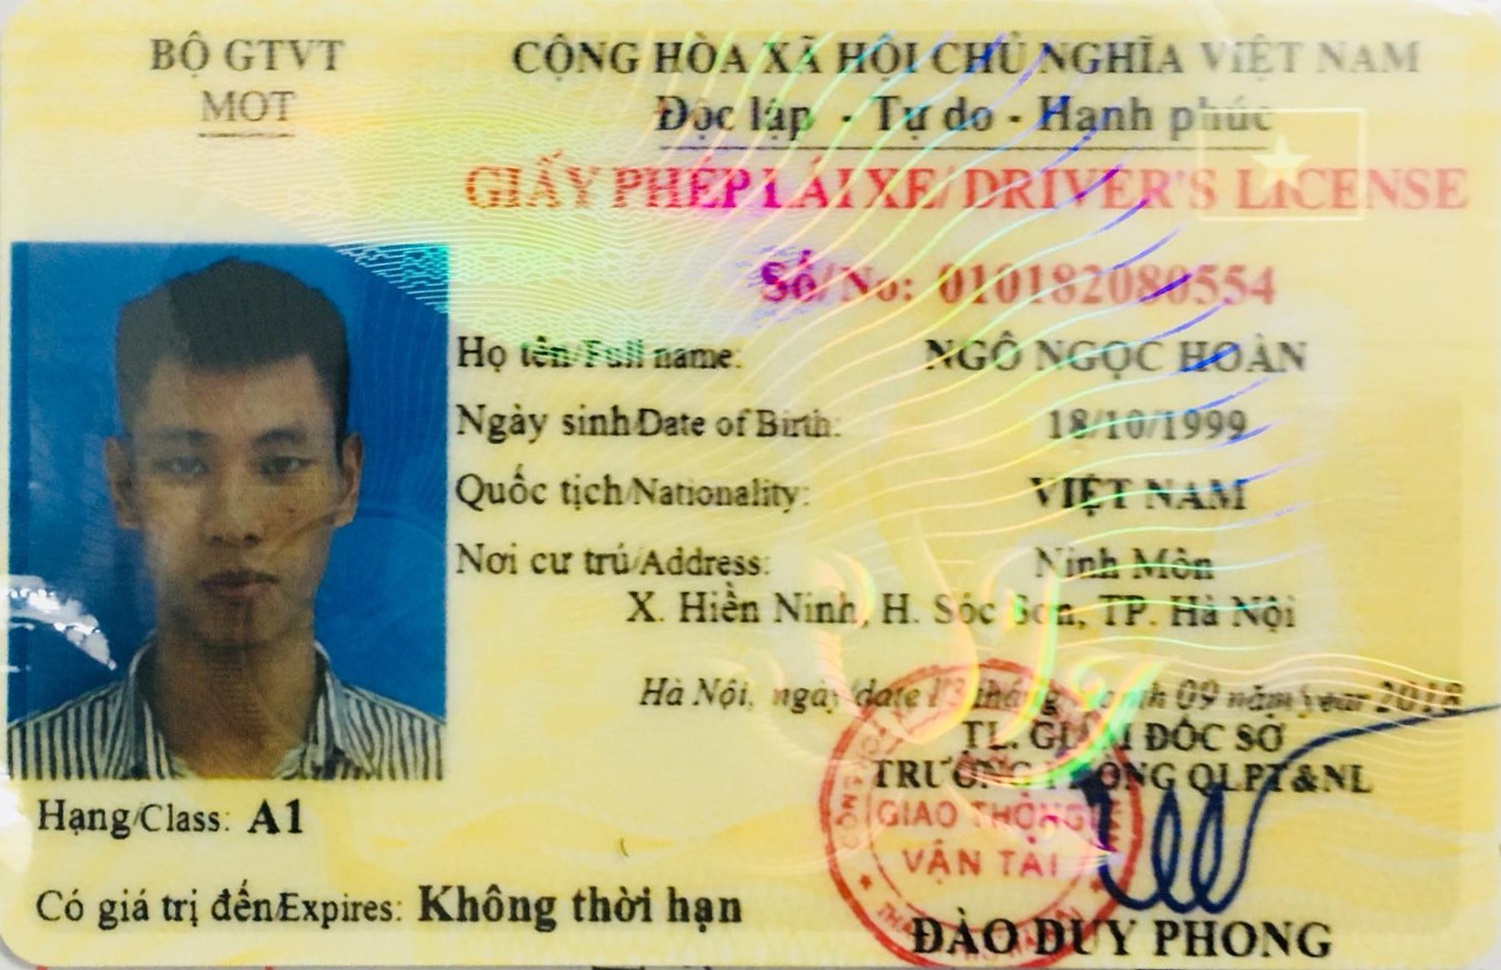 BỘ GTVT
MOT
CỘNG HÒA XÃ HỘI CHỦ NGHĨA VIỆT NAM
Độc lập - Tự do - Hạnh phúc
GIẤY PHÉP LÁI XE/DRIVER'S LICENSE
Số/No: 010182080554
Họ tên/Full name: NGÔ NGỌC HOÀN
Ngày sinh/Date of Birth: 18/10/1999
Quốc tịch/Nationality: VIỆT NAM
Nơi cư trú/Address: Ninh Môn
X. Hiền Ninh, H. Sóc Sơn, TP. Hà Nội
Hà Nội, ngày/date 13 tháng/month 09 năm/year 2018
TL. GIÁM ĐỐC SỞ
TRƯỞNG PHÒNG QLPT&NL
GIAO THÔNG
VẬN TẢI
ĐÀO DUY PHONG
Hạng/Class: A1
Có giá trị đến/Expires: Không thời hạn